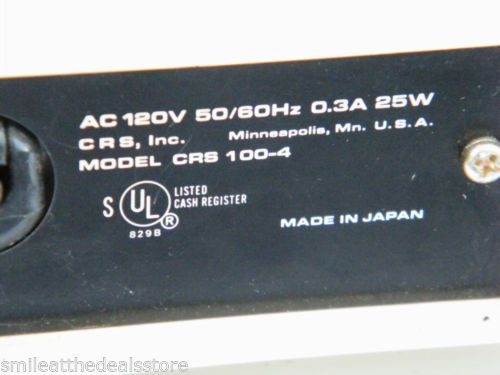 AC 120V 50/60Hz 0.3A 25W
CRS, Inc. Minneapolis, Mn. U.S.A.
MODEL CRS 100-4
S UL ® LISTED
CASH REGISTER
829B
MADE IN JAPAN
smileatthedealsstore